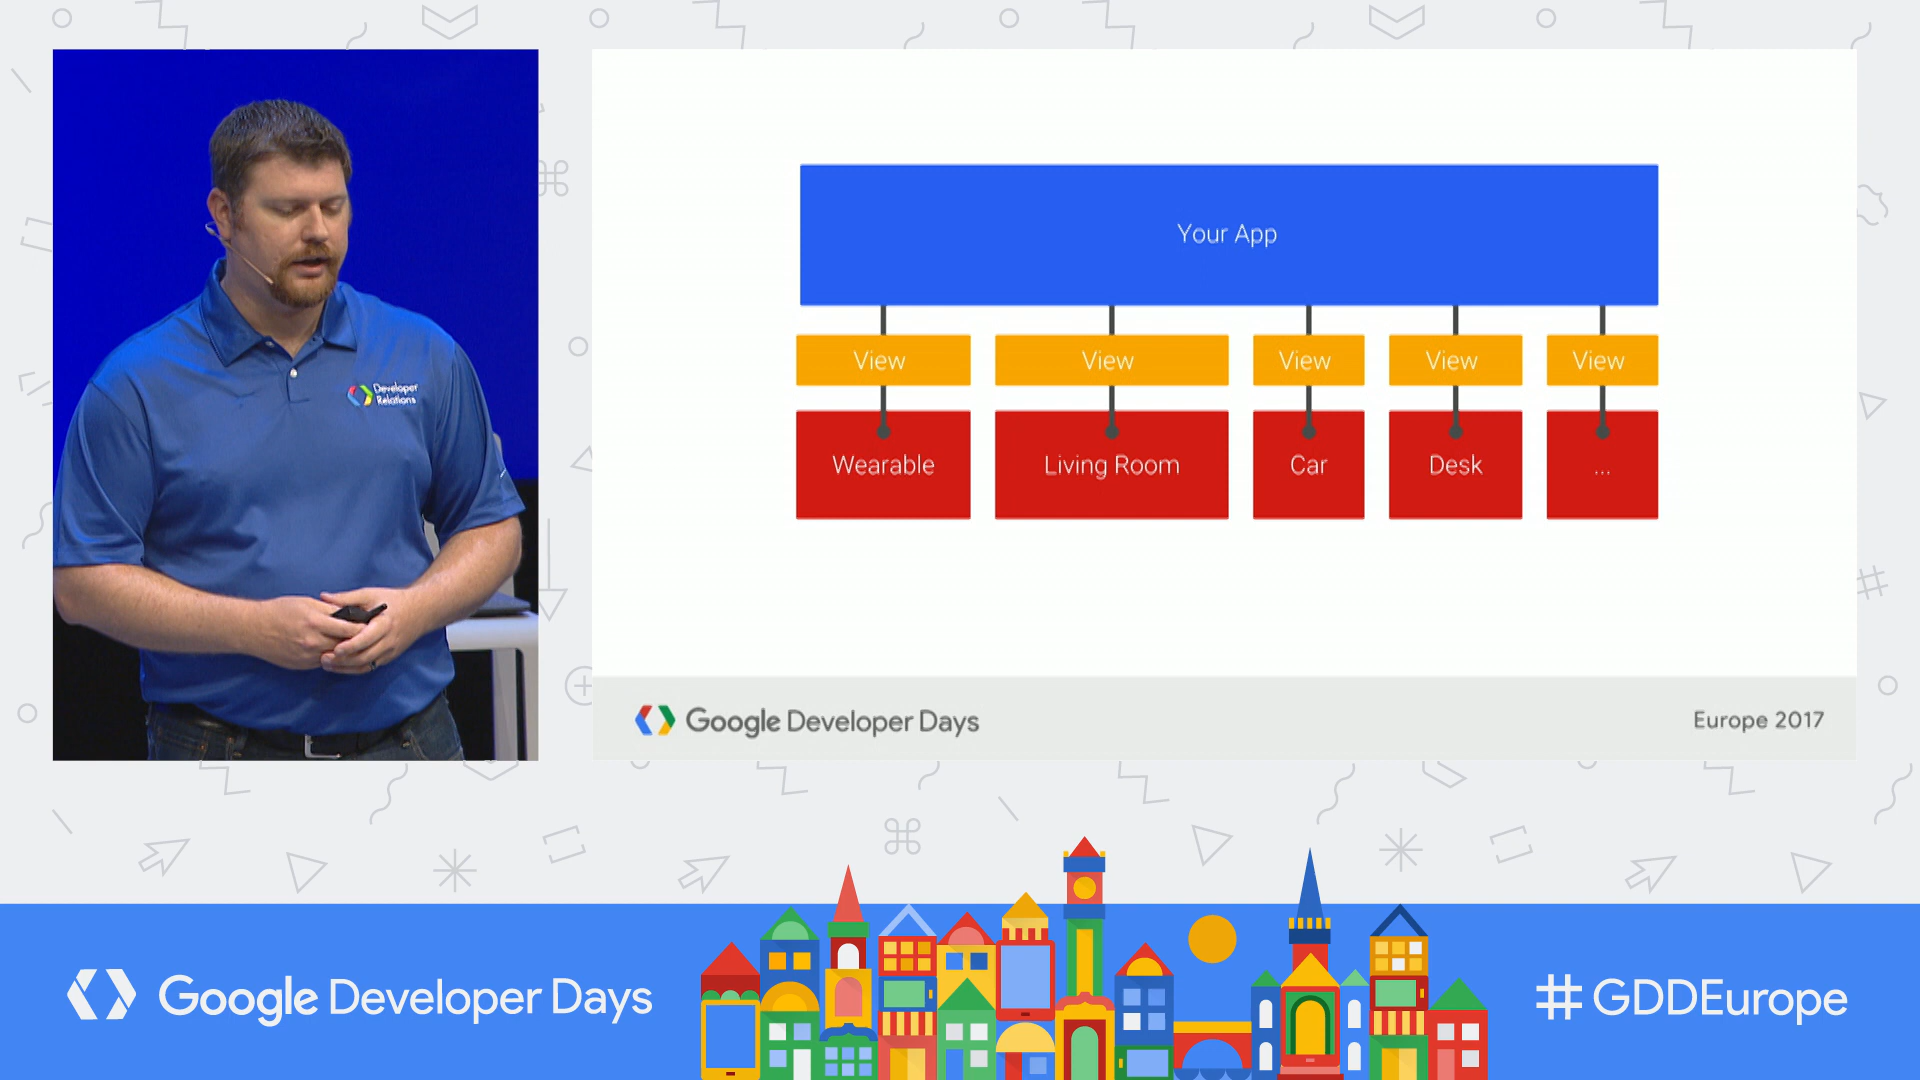 Developer
Relations
Your App
View
View
View
View
View
Wearable
Living Room
Car
Desk
...
Google Developer Days
Europe 2017
Google Developer Days
#GDDEurope